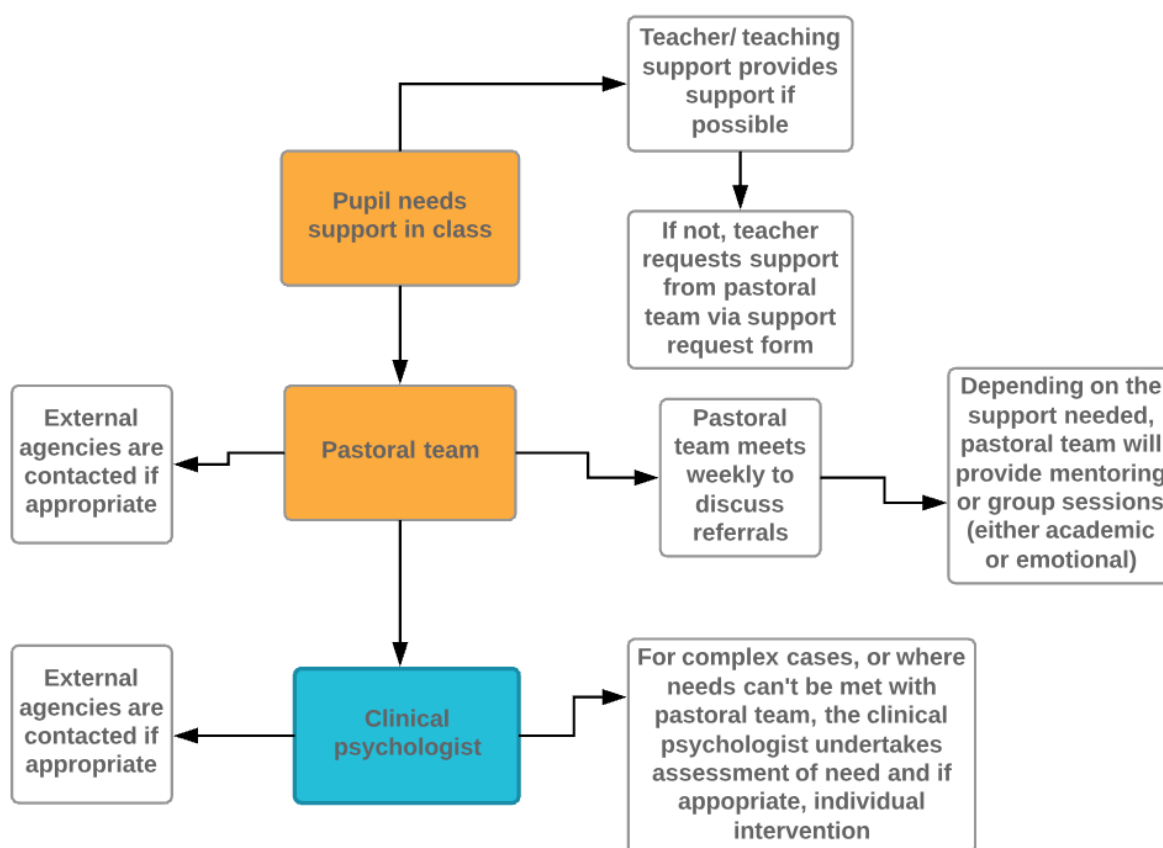 Teacher/ teaching
support provides
support if
possible
Pupil needs
support in class
If not, teacher
requests support
from pastoral
team via support
request form
External
agencies are
contacted if
appropriate
Pastoral team
Pastoral
team meets
weekly to
discuss
referrals
Depending on the
support needed,
pastoral team will
provide mentoring
or group sessions
(either academic
or emotional)
External
agencies are
contacted if
appropriate
Clinical
psychologist
For complex cases, or where
needs can't be met with
pastoral team, the clinical
psychologist undertakes
assessment of need and if
appopriate, individual
intervention